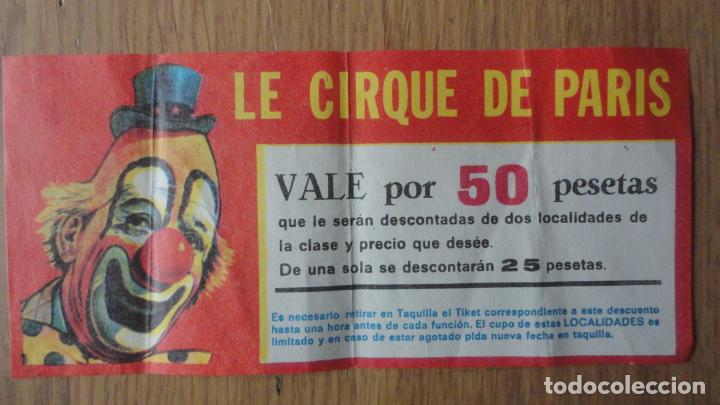 LE CIRQUE DE PARIS
VALE por 50 pesetas
que le serán descontadas de dos localidades de
la clase y precio que desée.
De una sola se descontarán 25 pesetas.
Es necesario retirar en Taquilla el Tiket correspondiente a este descuento
hasta una hora antes de cada función. El cupo de estas LOCALIDADES es
limitado y en caso de estar agotado pida nueva fecha en taquilla.
todocoleccion.net